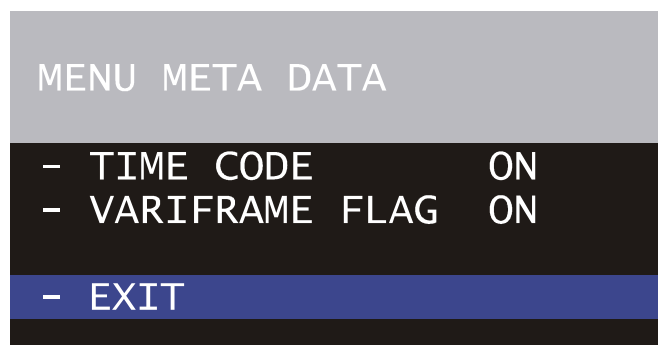 MENU META DATA
- TIME CODE ON
- VARIFRAME FLAG ON
- EXIT